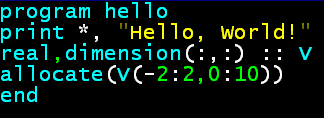 program hello
print *, "Hello, World!"
real,dimension(:,:) :: V
allocate(V(-2:2,0:10))
end